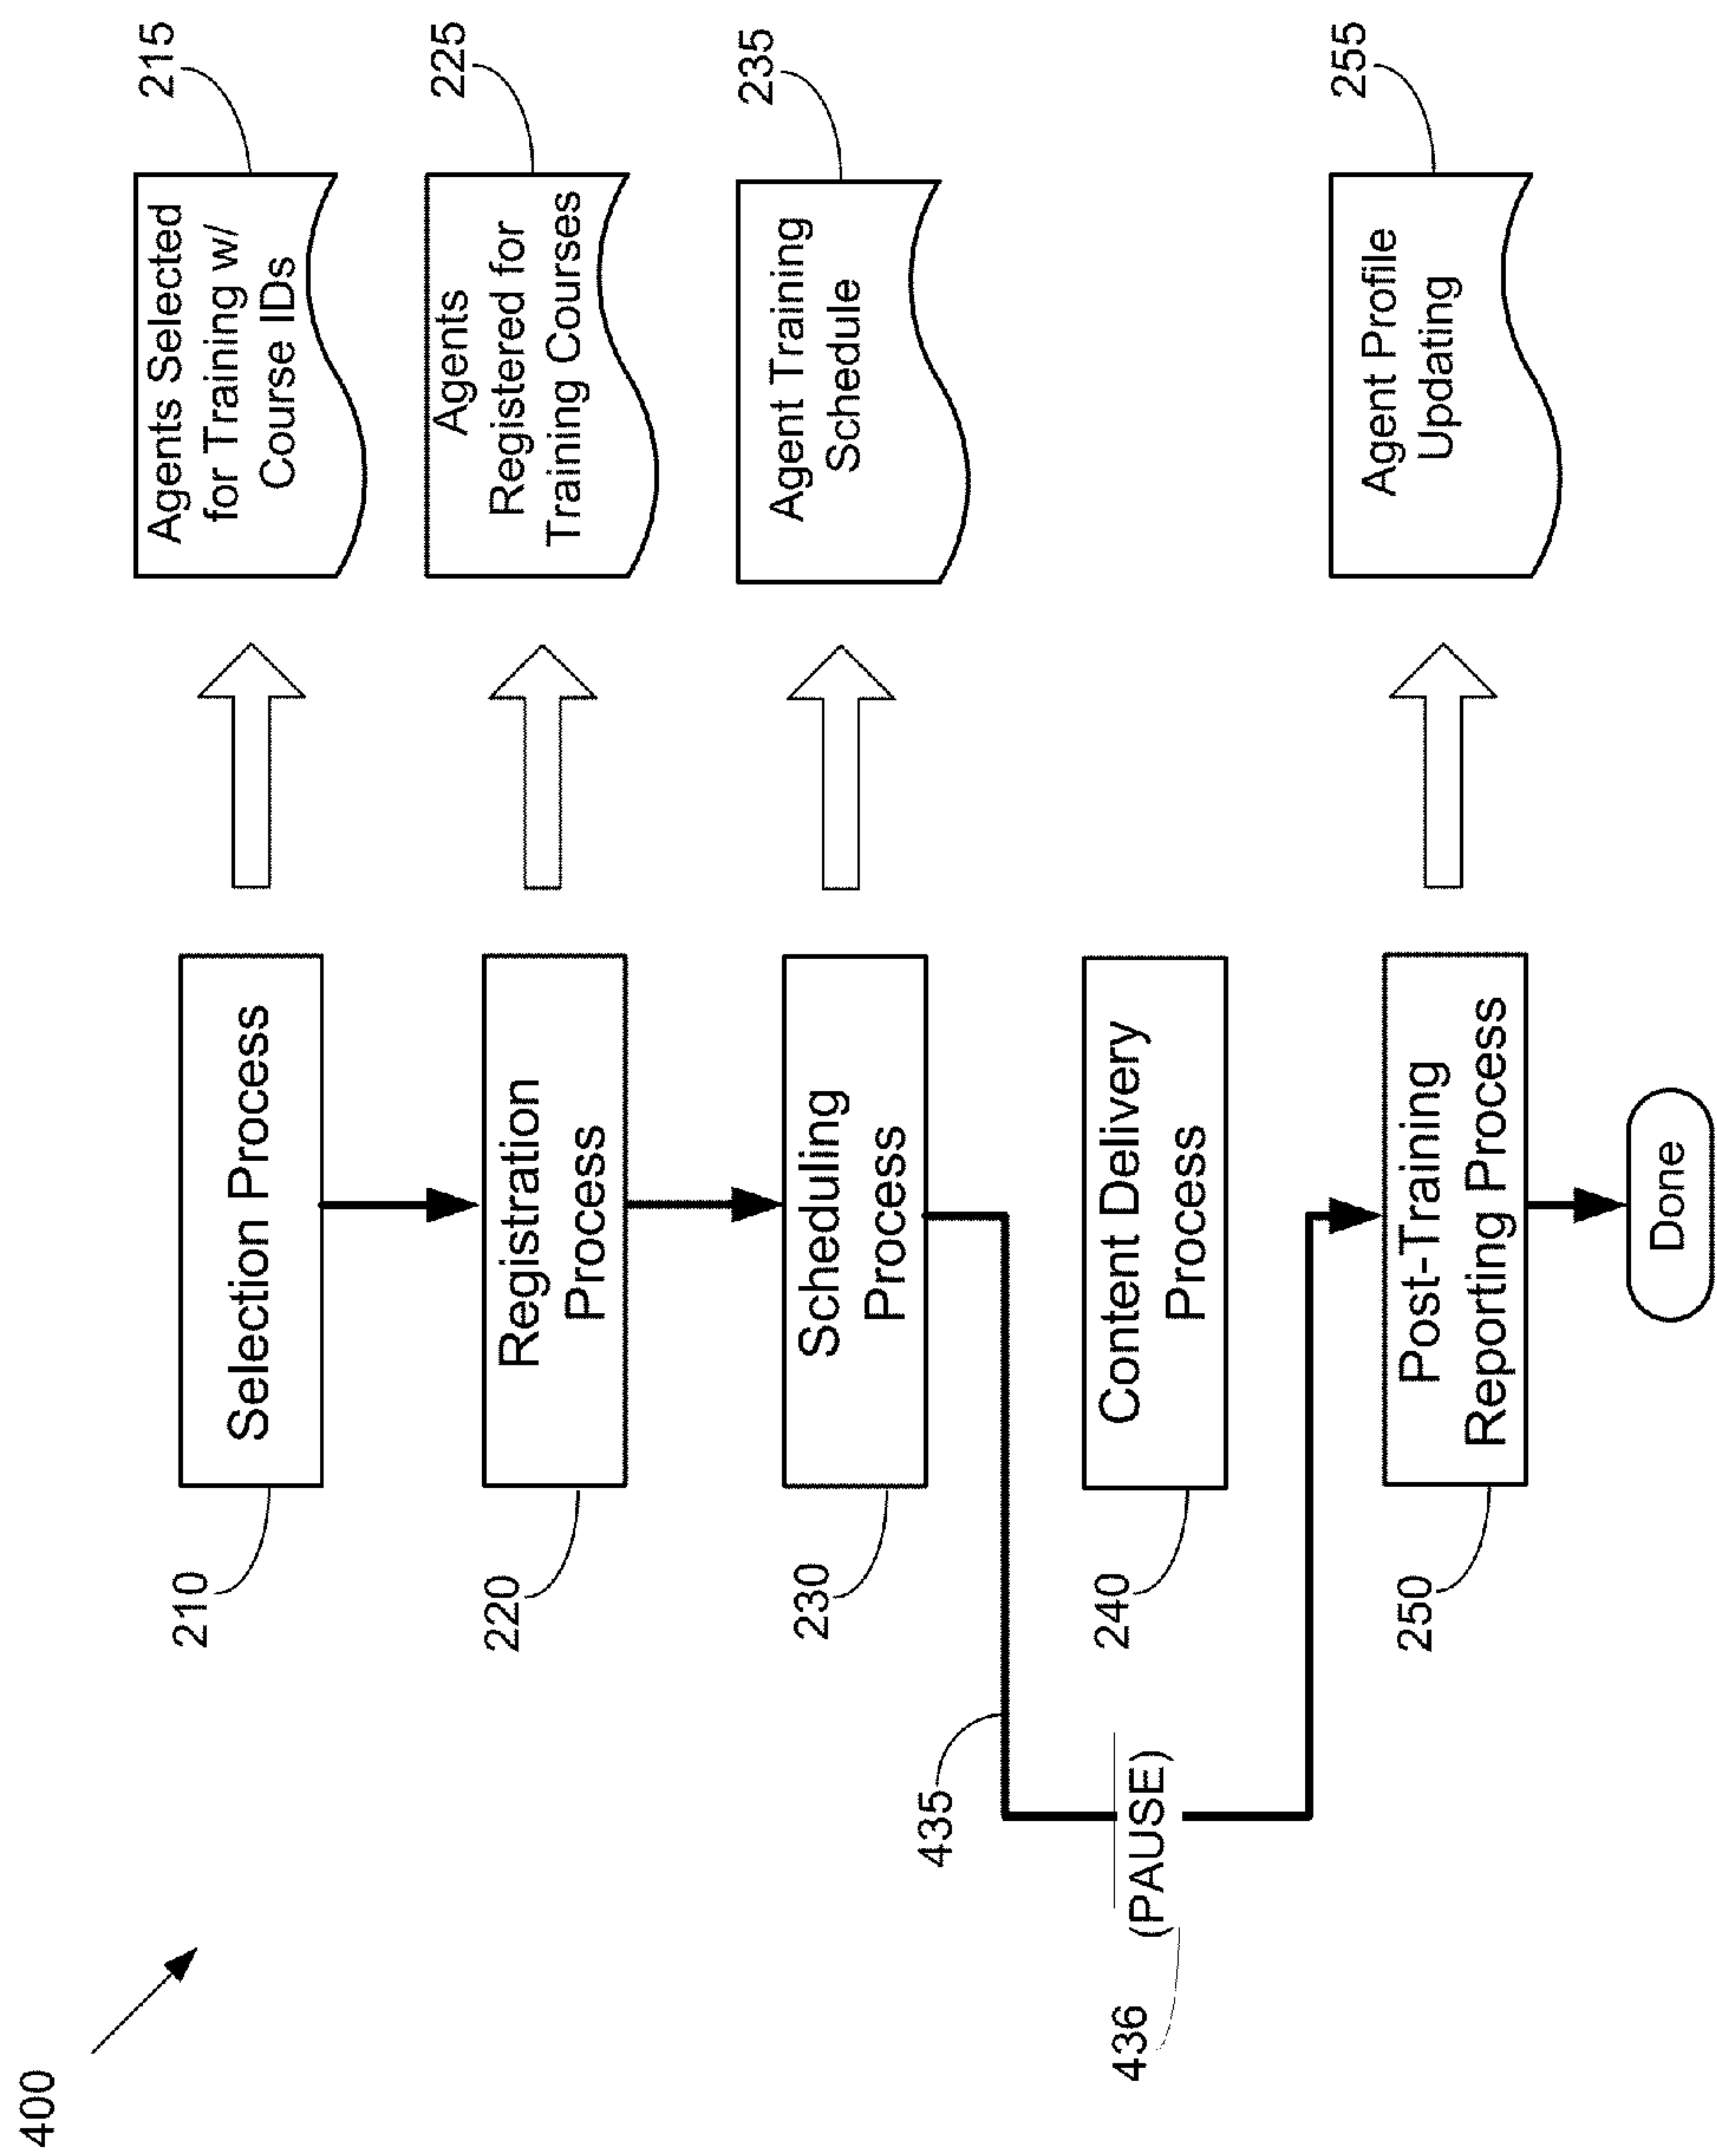 400
210
Selection Process
Agents Selected
for Training w/
Course IDs
215
220
Registration
Process
Agents
Registered for
Training Courses
225
230
Scheduling
Process
Agent Training
Schedule
235
435
436
(PAUSE)
240
Content Delivery
Process
250
Post-Training
Reporting Process
Agent Profile
Updating
255
Done